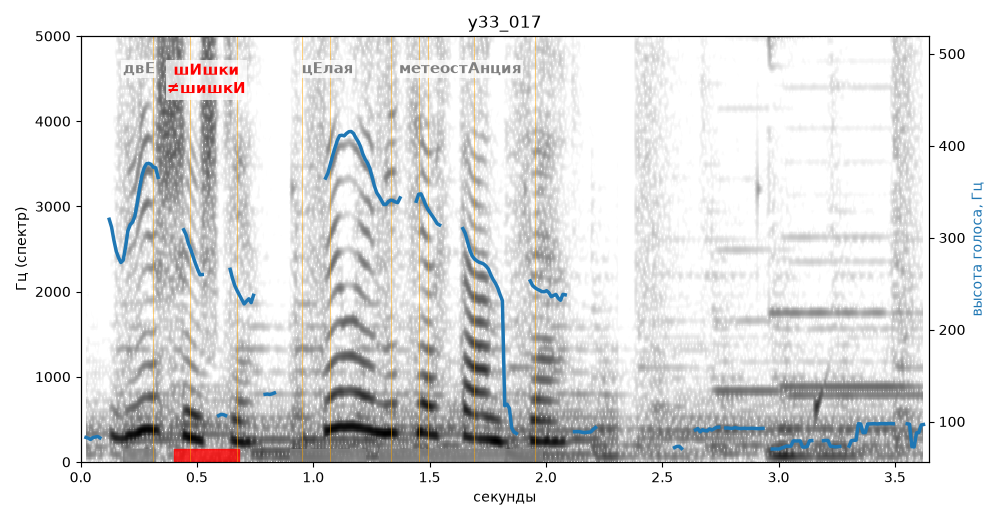 y33_017
двЕ шИшки цЕлая метеостАнция
≠шишкИ
5000
4000
3000
2000
1000
0
Гц (спектр)
500
400
300
200
100
высота голоса, Гц
0.0 0.5 1.0 1.5 2.0 2.5 3.0 3.5
секунды